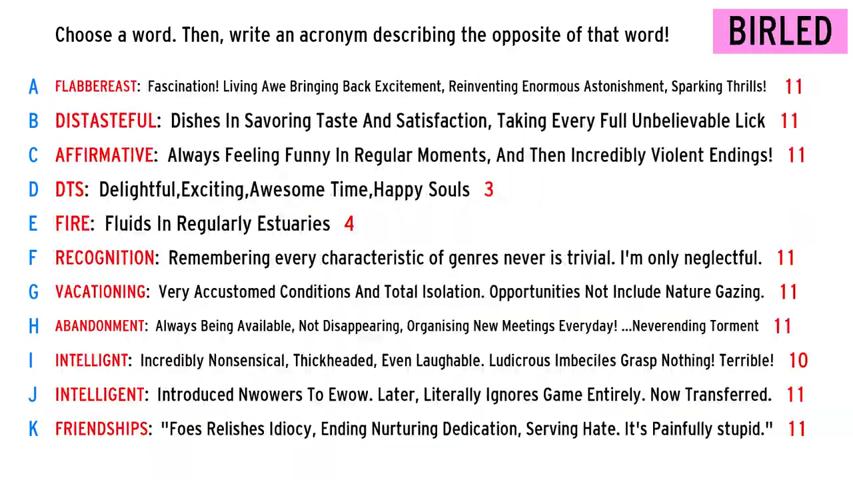 Choose a word. Then, write an acronym describing the opposite of that word! BIRLED
A FLABBEREAST: Fascination! Living Awe Bringing Back Excitement, Reinventing Enormous Astonishment, Sparking Thrills! 11
B DISTASTEFUL: Dishes In Savoring Taste And Satisfaction, Taking Every Full Unbelievable Lick 11
C AFFIRMATIVE: Always Feeling Funny In Regular Moments, And Then Incredibly Violent Endings! 11
D DTS: Delightful,Exciting,Awesome Time,Happy Souls 3
E FIRE: Fluids In Regularly Estuaries 4
F RECOGNITION: Remembering every characteristic of genres never is trivial. I'm only neglectful. 11
G VACATIONING: Very Accustomed Conditions And Total Isolation. Opportunities Not Include Nature Gazing. 11
H ABANDONMENT: Always Being Available, Not Disappearing, Organising New Meetings Everyday! ...Neverending Torment 11
I INTELLIGNT: Incredibly Nonsensical, Thickheaded, Even Laughable. Ludicrous Imbeciles Grasp Nothing! Terrible! 10
J INTELLIGENT: Introduced Nwowers To Ewow. Later, Literally Ignores Game Entirely. Now Transferred. 11
K FRIENDSHIPS: "Foes Relishes Idiocy, Ending Nurturing Dedication, Serving Hate. It's Painfully stupid." 11